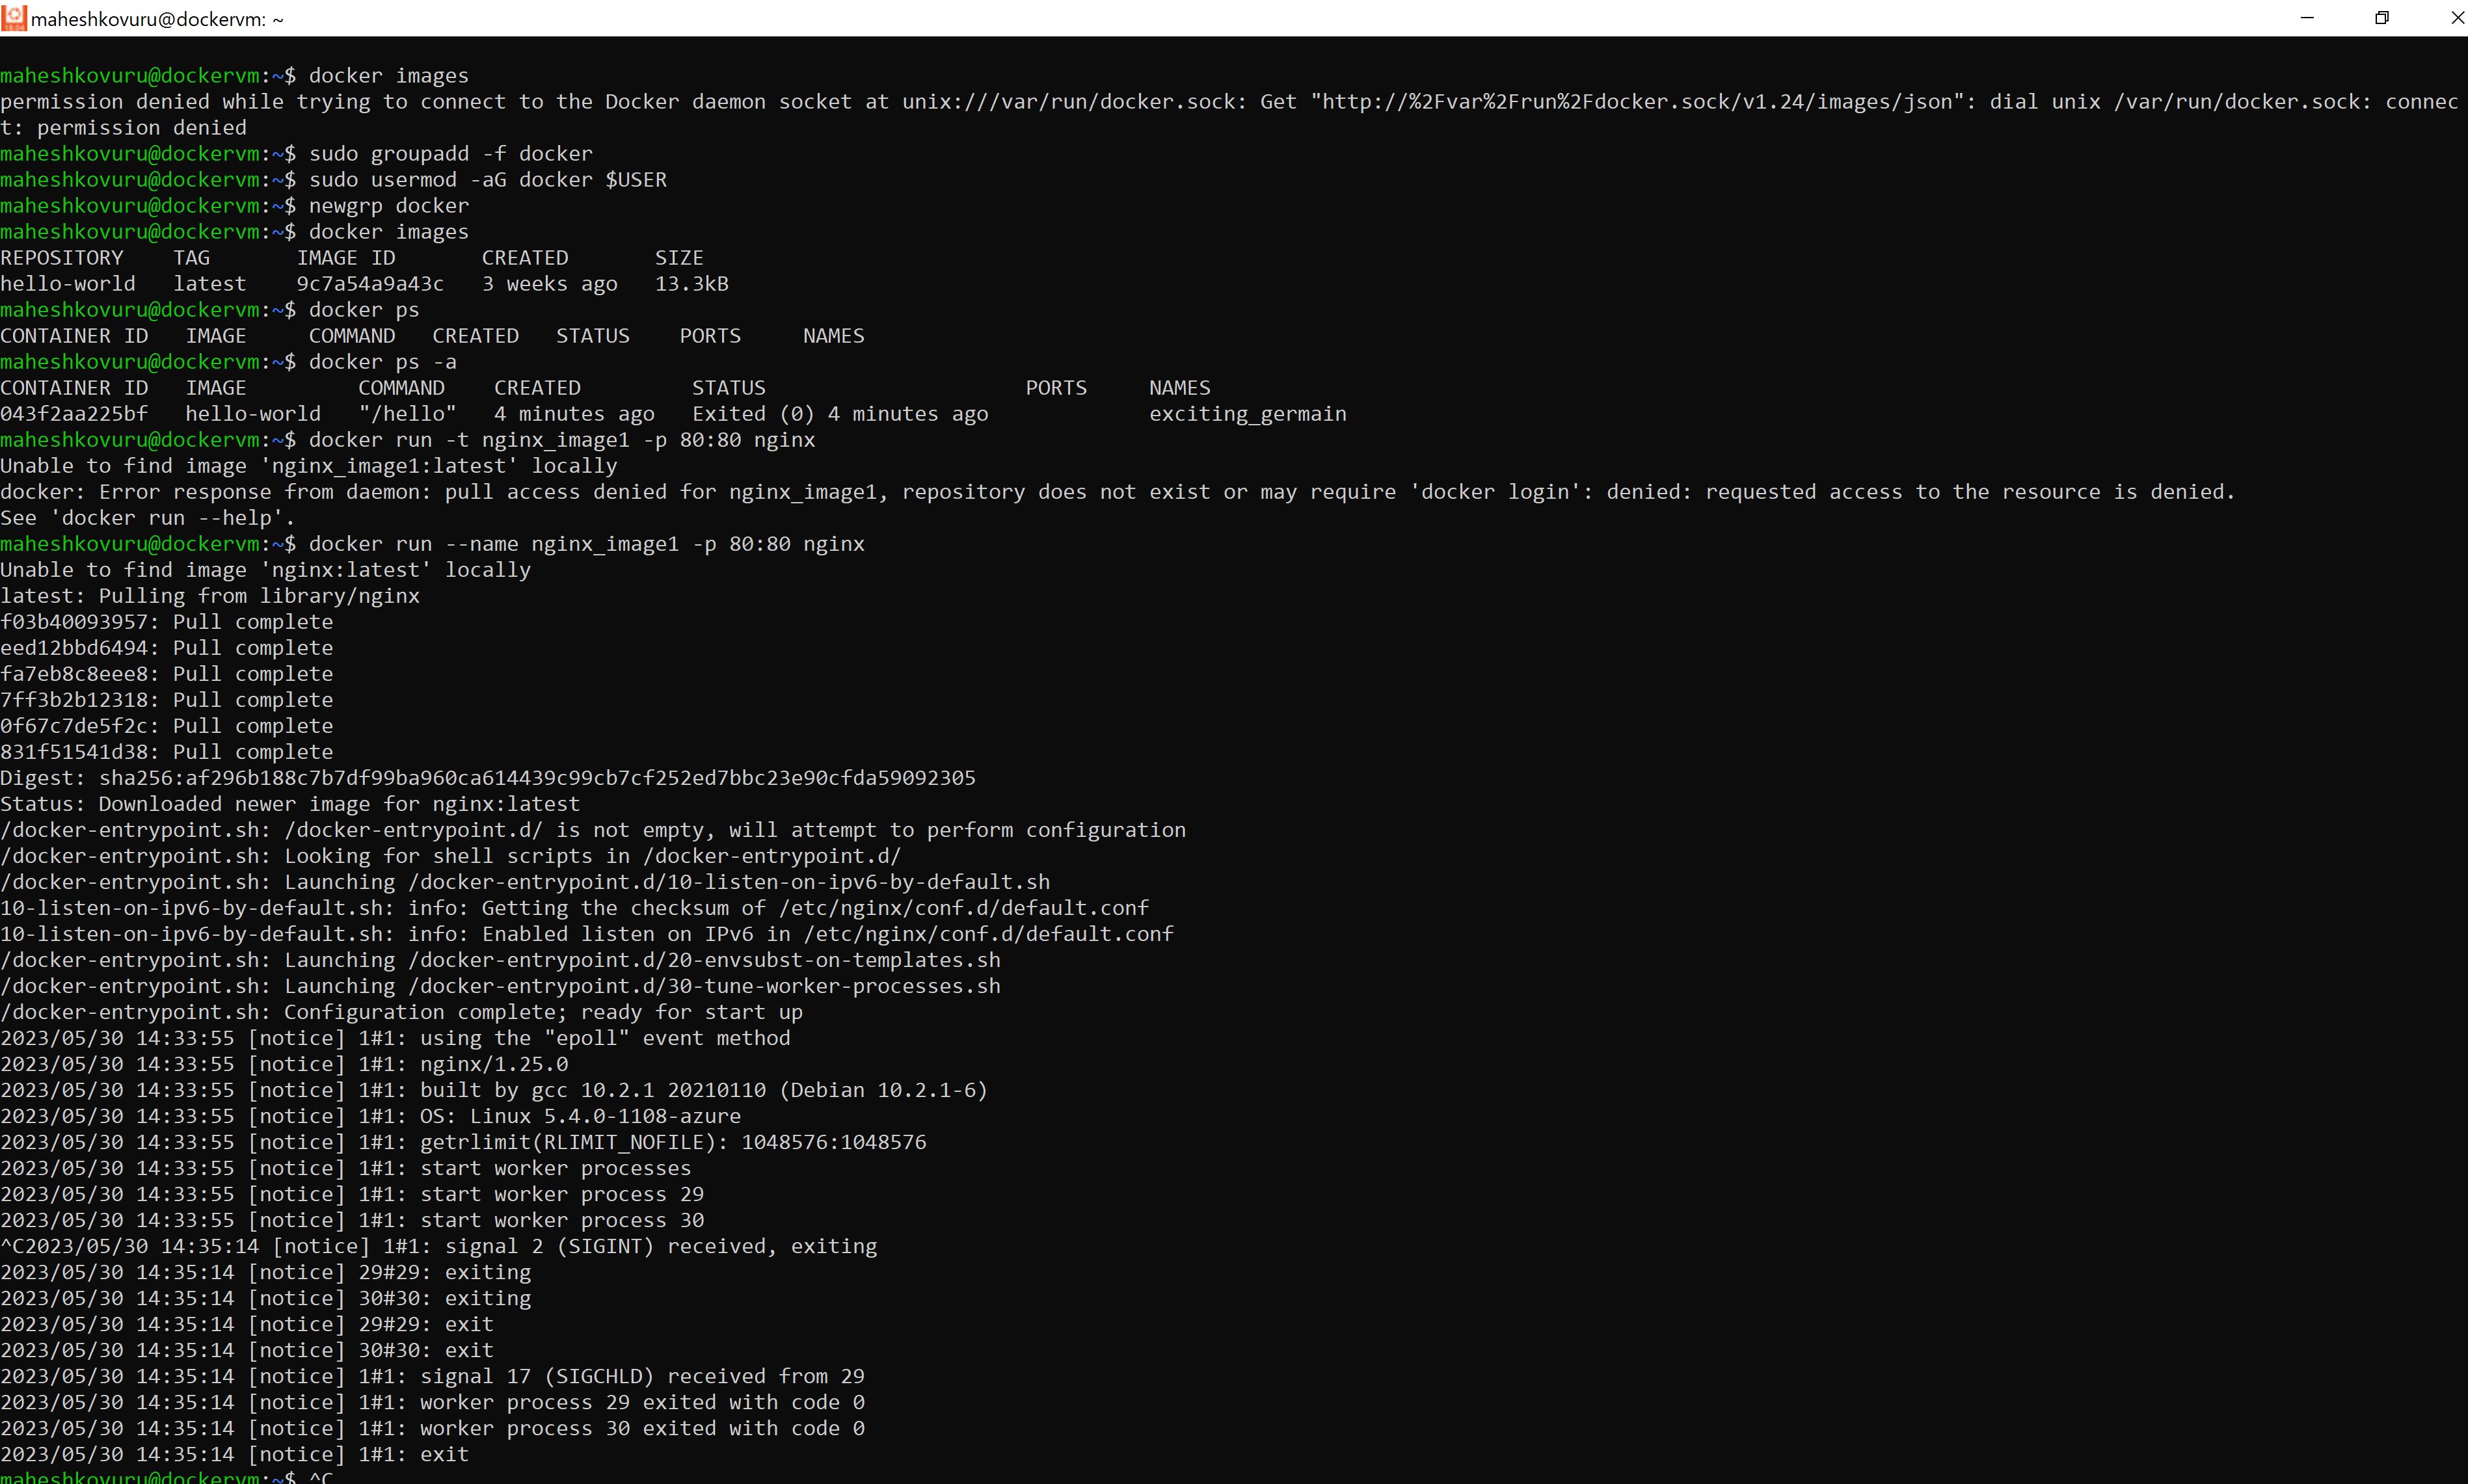 maheshkovuru@dockervm: ~
maheshkovuru@dockervm:~$ docker images
permission denied while trying to connect to the Docker daemon socket at unix:///var/run/docker.sock: Get "http://%2Fvar%2Frun%2Fdocker.sock/v1.24/images/json": dial unix /var/run/docker.sock: connec
t: permission denied
maheshkovuru@dockervm:~$ sudo groupadd -f docker
maheshkovuru@dockervm:~$ sudo usermod -aG docker $USER
maheshkovuru@dockervm:~$ newgrp docker
maheshkovuru@dockervm:~$ docker images
REPOSITORY    TAG       IMAGE ID       CREATED       SIZE
hello-world   latest    9c7a54a9a43c   3 weeks ago   13.3kB
maheshkovuru@dockervm:~$ docker ps
CONTAINER ID   IMAGE     COMMAND   CREATED   STATUS    PORTS     NAMES
maheshkovuru@dockervm:~$ docker ps -a
CONTAINER ID   IMAGE         COMMAND    CREATED         STATUS                     PORTS     NAMES
043f2aa225bf   hello-world   "/hello"   4 minutes ago   Exited (0) 4 minutes ago             exciting_germain
maheshkovuru@dockervm:~$ docker run -t nginx_image1 -p 80:80 nginx
Unable to find image 'nginx_image1:latest' locally
docker: Error response from daemon: pull access denied for nginx_image1, repository does not exist or may require 'docker login': denied: requested access to the resource is denied.
See 'docker run --help'.
maheshkovuru@dockervm:~$ docker run --name nginx_image1 -p 80:80 nginx
Unable to find image 'nginx:latest' locally
latest: Pulling from library/nginx
f03b40093957: Pull complete
eed12bbd6494: Pull complete
fa7eb8c8eee8: Pull complete
7ff3b2b12318: Pull complete
0f67c7de5f2c: Pull complete
831f51541d38: Pull complete
Digest: sha256:af296b188c7b7df99ba960ca614439c99cb7cf252ed7bbc23e90cfda59092305
Status: Downloaded newer image for nginx:latest
/docker-entrypoint.sh: /docker-entrypoint.d/ is not empty, will attempt to perform configuration
/docker-entrypoint.sh: Looking for shell scripts in /docker-entrypoint.d/
/docker-entrypoint.sh: Launching /docker-entrypoint.d/10-listen-on-ipv6-by-default.sh
10-listen-on-ipv6-by-default.sh: info: Getting the checksum of /etc/nginx/conf.d/default.conf
10-listen-on-ipv6-by-default.sh: info: Enabled listen on IPv6 in /etc/nginx/conf.d/default.conf
/docker-entrypoint.sh: Launching /docker-entrypoint.d/20-envsubst-on-templates.sh
/docker-entrypoint.sh: Launching /docker-entrypoint.d/30-tune-worker-processes.sh
/docker-entrypoint.sh: Configuration complete; ready for start up
2023/05/30 14:33:55 [notice] 1#1: using the "epoll" event method
2023/05/30 14:33:55 [notice] 1#1: nginx/1.25.0
2023/05/30 14:33:55 [notice] 1#1: built by gcc 10.2.1 20210110 (Debian 10.2.1-6)
2023/05/30 14:33:55 [notice] 1#1: OS: Linux 5.4.0-1108-azure
2023/05/30 14:33:55 [notice] 1#1: getrlimit(RLIMIT_NOFILE): 1048576:1048576
2023/05/30 14:33:55 [notice] 1#1: start worker processes
2023/05/30 14:33:55 [notice] 1#1: start worker process 29
2023/05/30 14:33:55 [notice] 1#1: start worker process 30
^C2023/05/30 14:35:14 [notice] 1#1: signal 2 (SIGINT) received, exiting
2023/05/30 14:35:14 [notice] 29#29: exiting
2023/05/30 14:35:14 [notice] 30#30: exiting
2023/05/30 14:35:14 [notice] 29#29: exit
2023/05/30 14:35:14 [notice] 30#30: exit
2023/05/30 14:35:14 [notice] 1#1: signal 17 (SIGCHLD) received from 29
2023/05/30 14:35:14 [notice] 1#1: worker process 29 exited with code 0
2023/05/30 14:35:14 [notice] 1#1: worker process 30 exited with code 0
2023/05/30 14:35:14 [notice] 1#1: exit
maheshkovuru@dockervm:~$ ^C